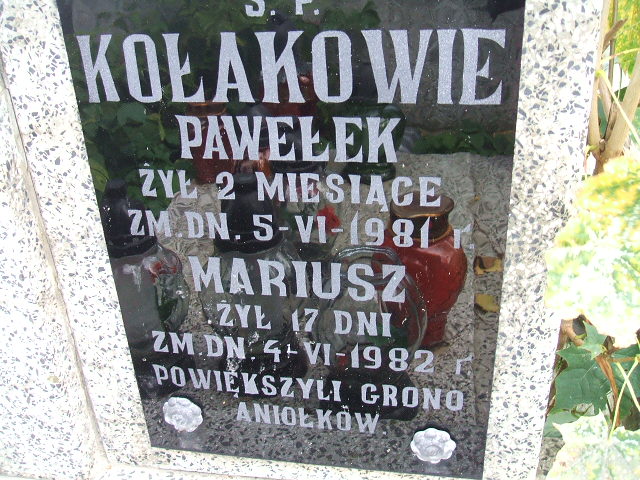 Ś. P.
KOŁAKOWIE
PAWEŁEK
ŻYŁ 2 MIESIĄCE
ZM. DN. 5-VI-1981 r.
MARIUSZ
ŻYŁ 17 DNI
ZM. DN. 4-VI-1982 r.
POWIĘKSZYLI GRONO
ANIOŁKÓW.